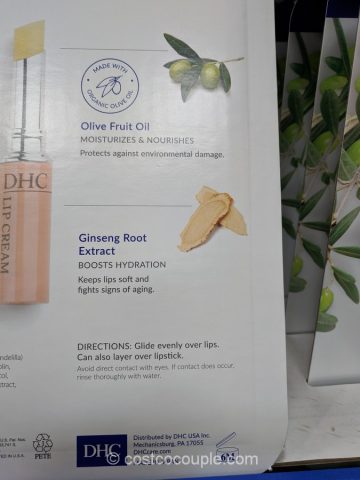 MADE WITH
ORGANIC OLIVE OIL
Olive Fruit Oil
MOISTURIZES & NOURISHES
Protects against environmental damage.
DHC
LIP CREAM
Ginseng Root
Extract
BOOSTS HYDRATION
Keeps lips soft and
fights signs of aging.
DIRECTIONS: Glide evenly over lips.
Can also layer over lipstick.
Avoid direct contact with eyes. If contact does occur,
rinse thoroughly with water.
PETE
DHC
Distributed by DHC USA Inc.
Mechanicsburg, PA 17055
DHCcare.com
costcocouple.com